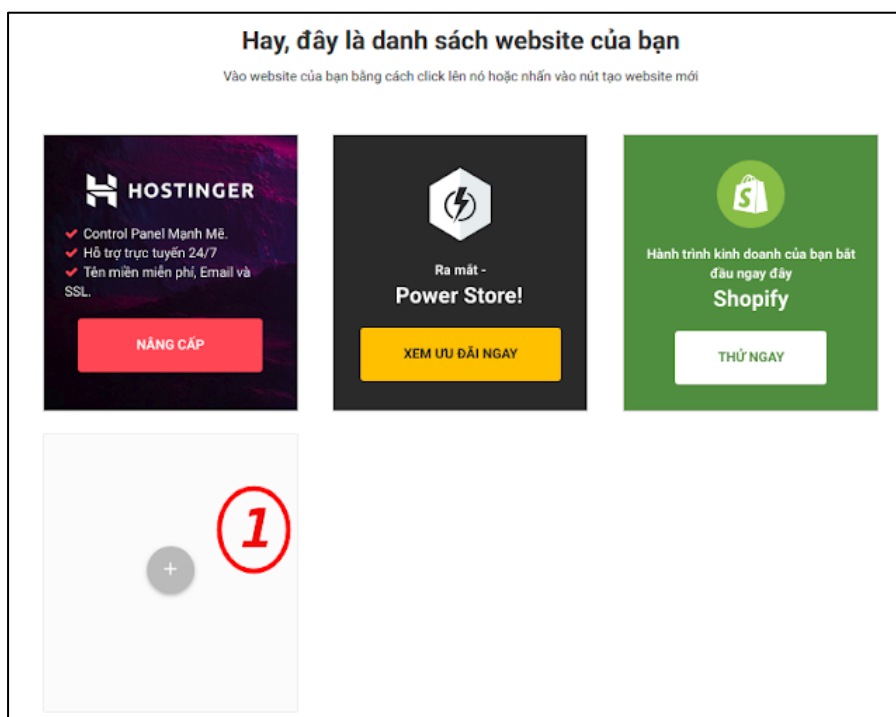 Hay, đây là danh sách website của bạn
Vào website của bạn bằng cách click lên nó hoặc nhấn vào nút tạo website mới
HOSTINGER
Control Panel Mạnh Mẽ.
Hỗ trợ trực tuyến 24/7
Tên miền miễn phí, Email và
SSL.
NÂNG CẤP
Ra mắt -
Power Store!
XEM ƯU ĐÃI NGAY
Hành trình kinh doanh của bạn bắt
đầu ngay đây
Shopify
THỬ NGAY
1
+